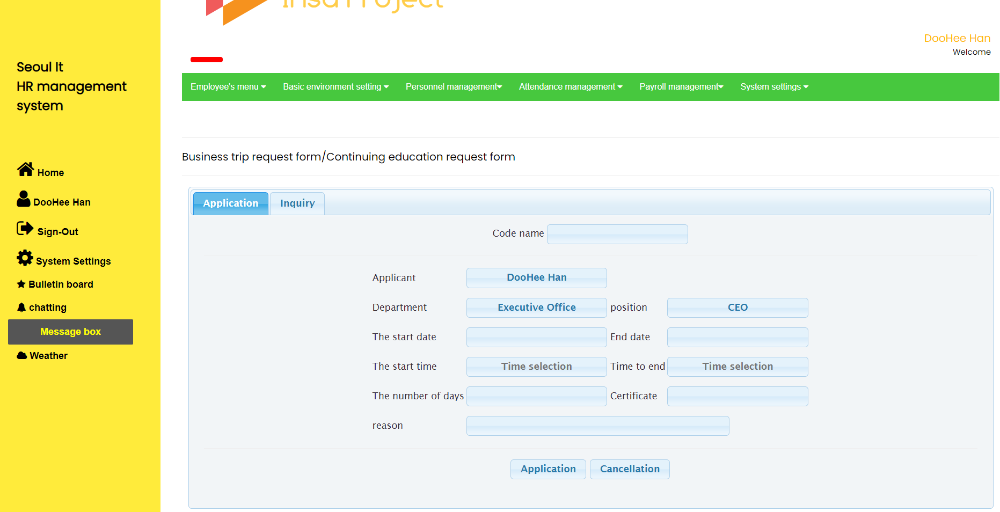 Insa Project
DooHee Han
Welcome
Seoul It
HR management
system
Home
DooHee Han
Sign-Out
System Settings
Bulletin board
chatting
Message box
Weather
Employee's menu Basic environment setting Personnel management Attendance management Payroll management System settings
Business trip request form/Continuing education request form
Application Inquiry
Code name
Applicant DooHee Han
Department Executive Office position CEO
The start date End date
The start time Time selection Time to end Time selection
The number of days Certificate
reason
Application Cancellation